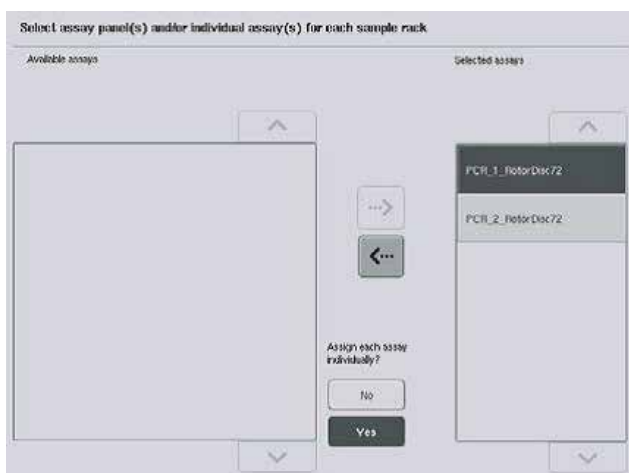 Select assay panel(s) and/or individual assay(s) for each sample rack
Available assays
Selected assays
PCR_1_RotorDisc72
PCR_2_RotorDisc72
Assign each assay
individually?
No
Yes